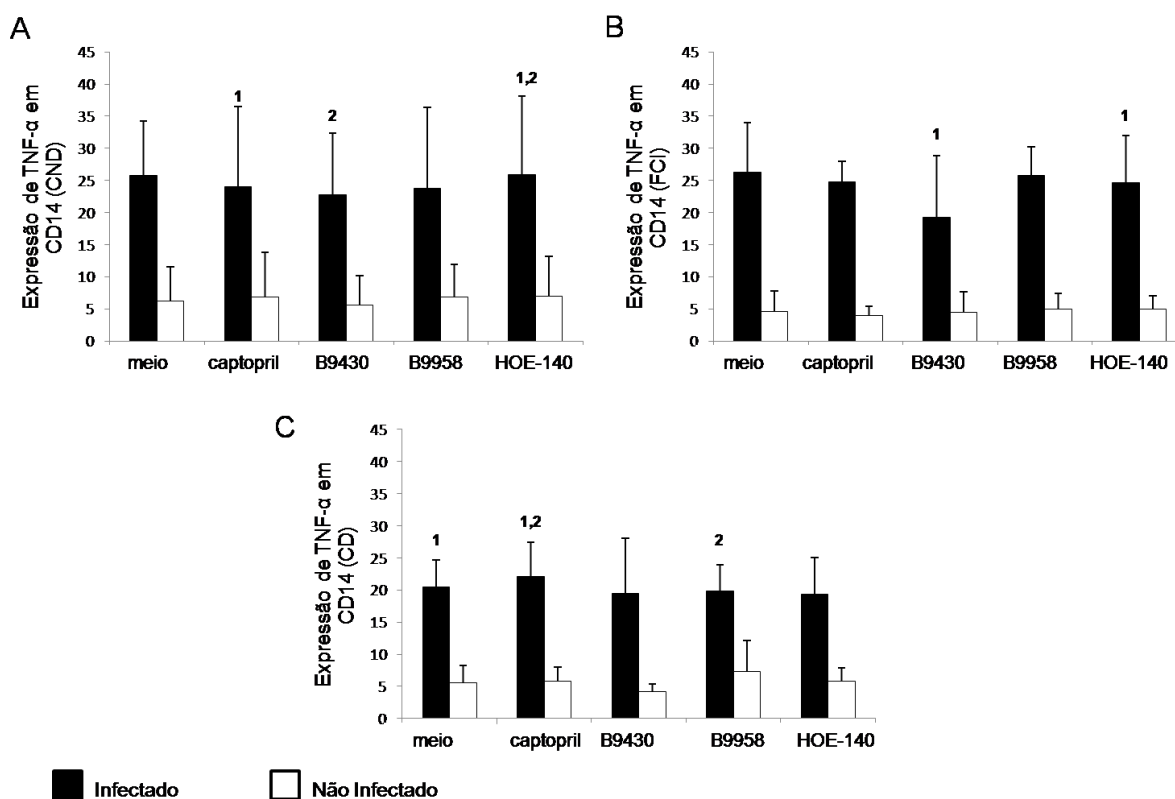 A
Expressão de TNF-α em
CD14 (CND)
45
40
35
30
25
20
15
10
5
0
1
2
1,2
meio captopril B9430 B9958 HOE-140
B
Expressão de TNF-α em
CD14 (FCI)
45
40
35
30
25
20
15
10
5
0
1
1
meio captopril B9430 B9958 HOE-140
C
Expressão de TNF-α em
CD14 (CD)
45
40
35
30
25
20
15
10
5
0
1
1,2
2
meio captopril B9430 B9958 HOE-140
Infectado Não Infectado